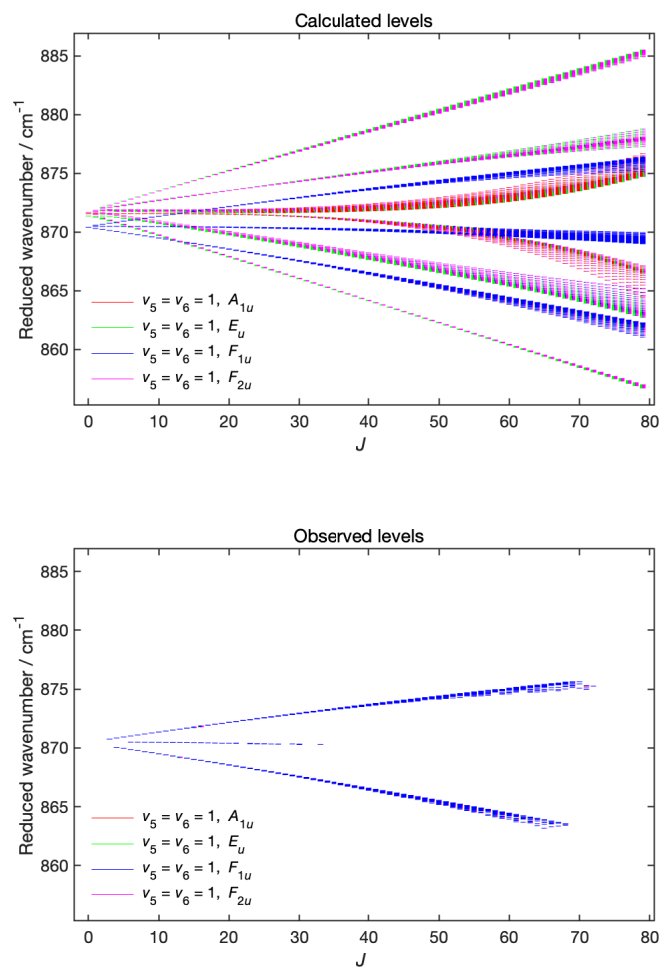 Calculated levels
885
880
875
870
865
860
Reduced wavenumber / cm⁻¹
v₅ = v₆ = 1, A₁ᵤ
v₅ = v₆ = 1, Eᵤ
v₅ = v₆ = 1, F₁ᵤ
v₅ = v₆ = 1, F₂ᵤ
0 10 20 30 40 50 60 70 80
J
Observed levels
885
880
875
870
865
860
Reduced wavenumber / cm⁻¹
v₅ = v₆ = 1, A₁ᵤ
v₅ = v₆ = 1, Eᵤ
v₅ = v₆ = 1, F₁ᵤ
v₅ = v₆ = 1, F₂ᵤ
0 10 20 30 40 50 60 70 80
J